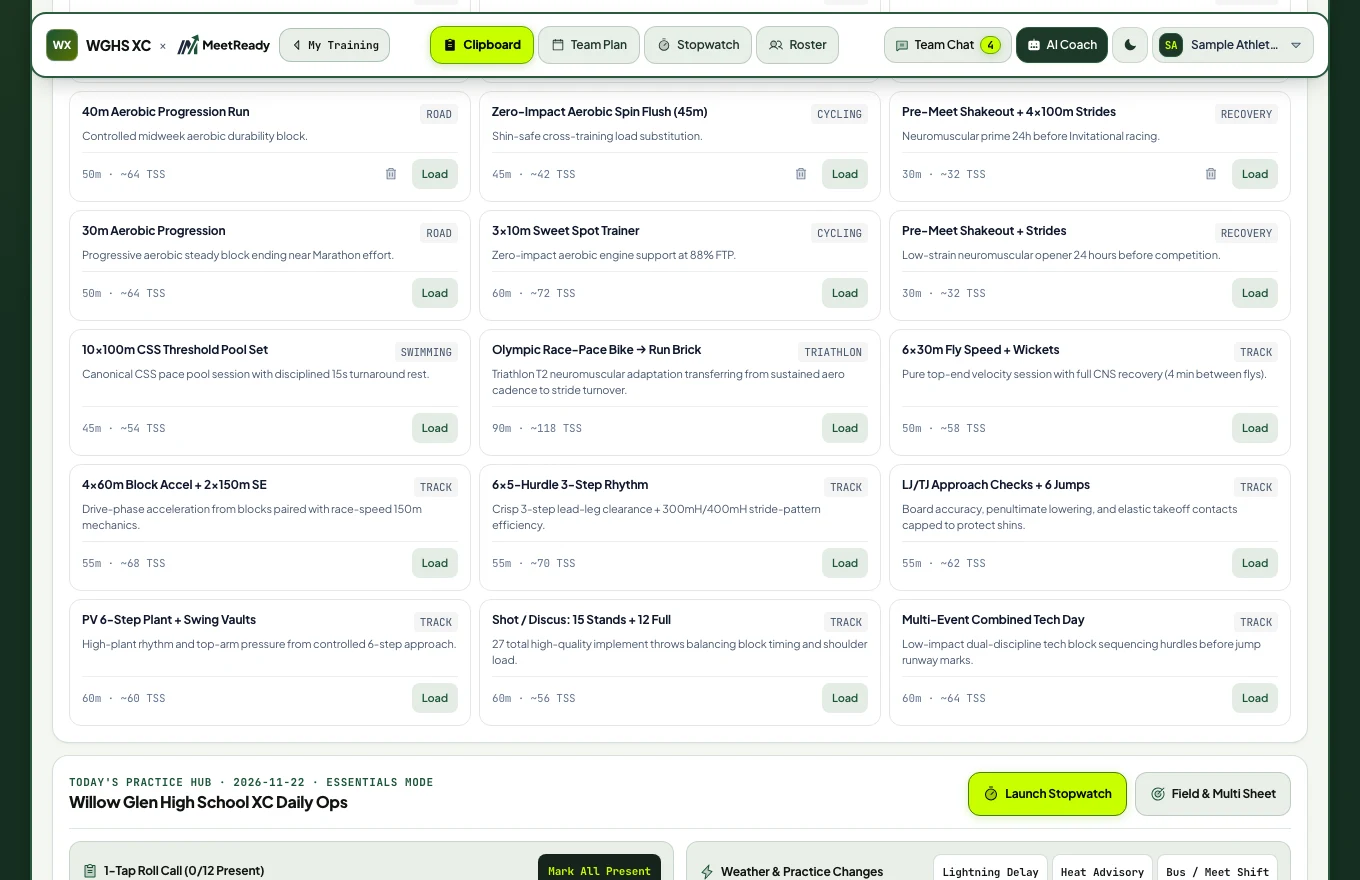 WX WGHS XC × MeetReady My Training Clipboard Team Plan Stopwatch Roster Team Chat 4 AI Coach SA Sample Athlet...
40m Aerobic Progression Run ROAD
Controlled midweek aerobic durability block.
50m · ~64 TSS Load
Zero-Impact Aerobic Spin Flush (45m) CYCLING
Shin-safe cross-training load substitution.
45m · ~42 TSS Load
Pre-Meet Shakeout + 4×100m Strides RECOVERY
Neuromuscular prime 24h before Invitational racing.
30m · ~32 TSS Load
30m Aerobic Progression ROAD
Progressive aerobic steady block ending near Marathon effort.
50m · ~64 TSS Load
3×10m Sweet Spot Trainer CYCLING
Zero-impact aerobic engine support at 88% FTP.
60m · ~72 TSS Load
Pre-Meet Shakeout + Strides RECOVERY
Low-strain neuromuscular opener 24 hours before competition.
30m · ~32 TSS Load
10×100m CSS Threshold Pool Set SWIMMING
Canonical CSS pace pool session with disciplined 15s turnaround rest.
45m · ~54 TSS Load
Olympic Race-Pace Bike → Run Brick TRIATHLON
Triathlon T2 neuromuscular adaptation transferring from sustained aero
cadence to stride turnover.
90m · ~118 TSS Load
6×30m Fly Speed + Wickets TRACK
Pure top-end velocity session with full CNS recovery (4 min between flys).
50m · ~58 TSS Load
4×60m Block Accel + 2×150m SE TRACK
Drive-phase acceleration from blocks paired with race-speed 150m
mechanics.
55m · ~68 TSS Load
6×5-Hurdle 3-Step Rhythm TRACK
Crisp 3-step lead-leg clearance + 300mH/400mH stride-pattern
efficiency.
55m · ~70 TSS Load
LJ/TJ Approach Checks + 6 Jumps TRACK
Board accuracy, penultimate lowering, and elastic takeoff contacts
capped to protect shins.
55m · ~62 TSS Load
PV 6-Step Plant + Swing Vaults TRACK
High-plant rhythm and top-arm pressure from controlled 6-step approach.
60m · ~60 TSS Load
Shot / Discus: 15 Stands + 12 Full TRACK
27 total high-quality implement throws balancing block timing and shoulder
load.
60m · ~56 TSS Load
Multi-Event Combined Tech Day TRACK
Low-impact dual-discipline tech block sequencing hurdles before jump
runway marks.
60m · ~64 TSS Load
TODAY'S PRACTICE HUB · 2026-11-22 · ESSENTIALS MODE
Willow Glen High School XC Daily Ops
Launch Stopwatch Field & Multi Sheet
1-Tap Roll Call (0/12 Present) Mark All Present
Weather & Practice Changes Lightning Delay Heat Advisory Bus / Meet Shift